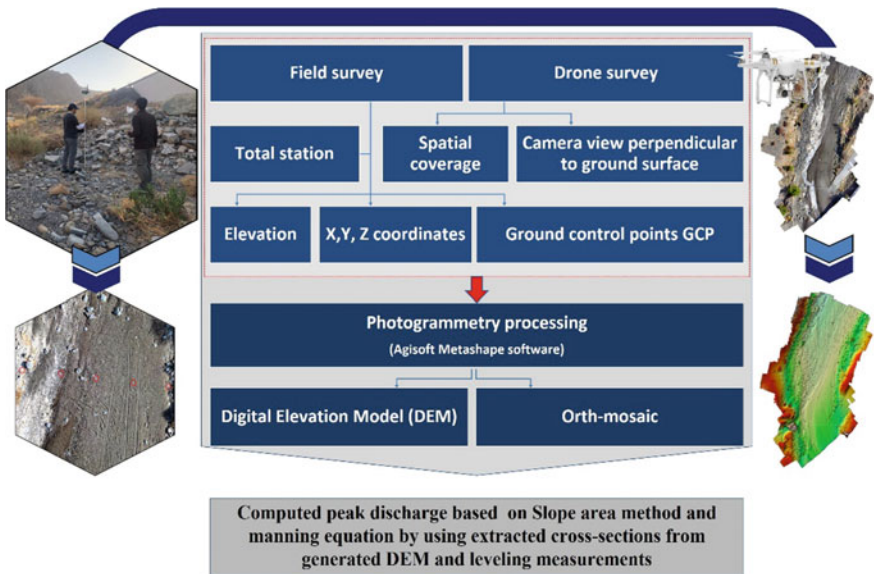 Field survey
Drone survey
Total station
Spatial
coverage
Camera view perpendicular
to ground surface
Elevation
X,Y, Z coordinates
Ground control points GCP
Photogrammetry processing
(Agisoft Metashape software)
Digital Elevation Model (DEM)
Orth-mosaic
Computed peak discharge based on Slope area method and
manning equation by using extracted cross-sections from
generated DEM and leveling measurements